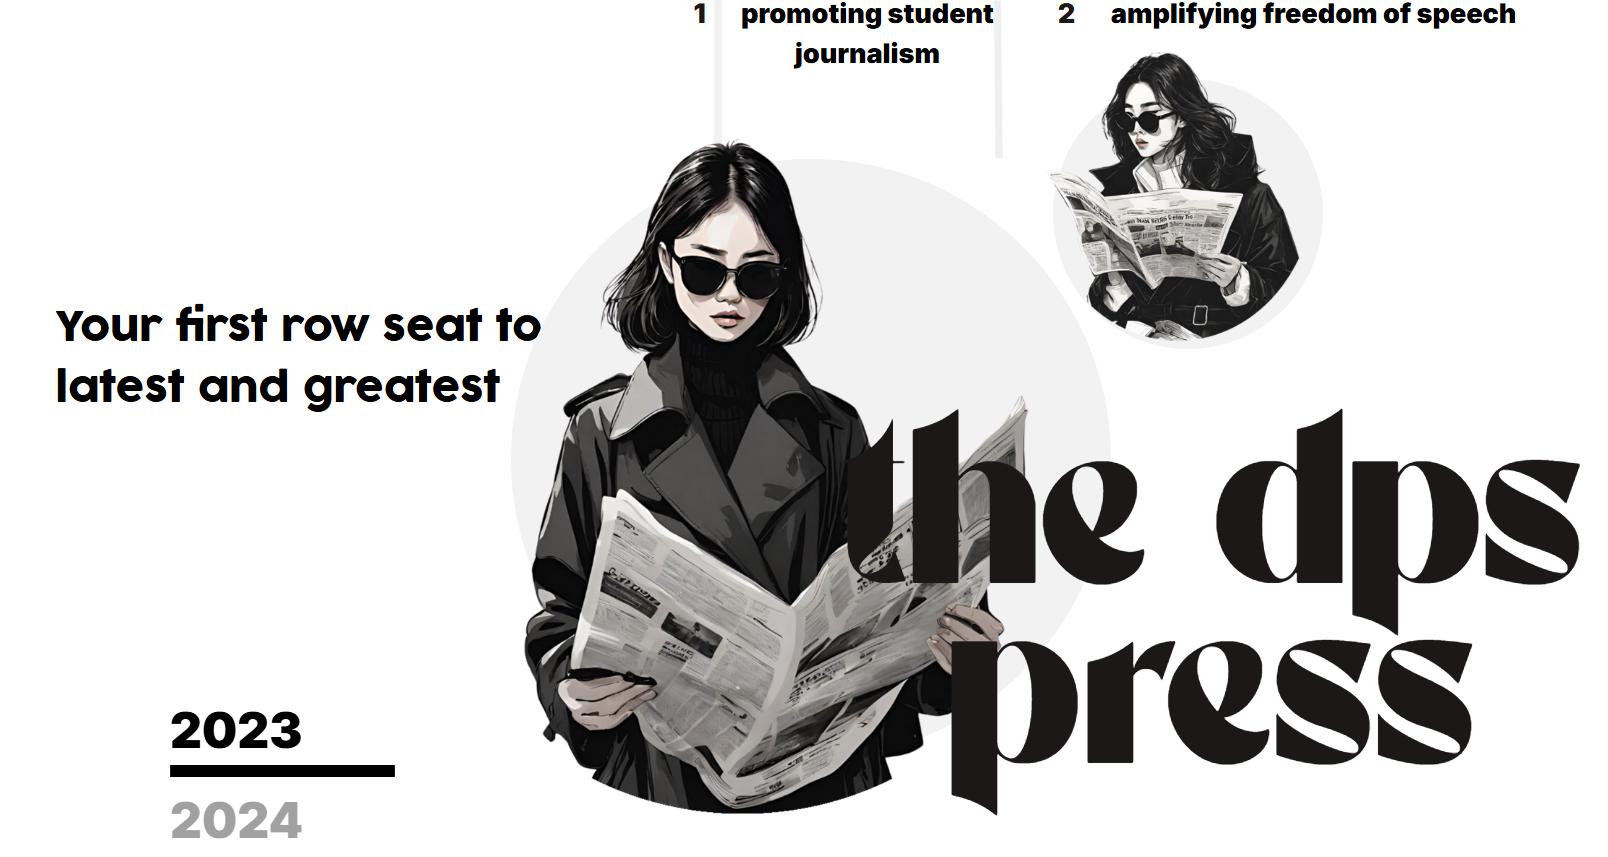 1 promoting student
journalism
2 amplifying freedom of speech
Your first row seat to
latest and greatest
the dps
press
2023
2024